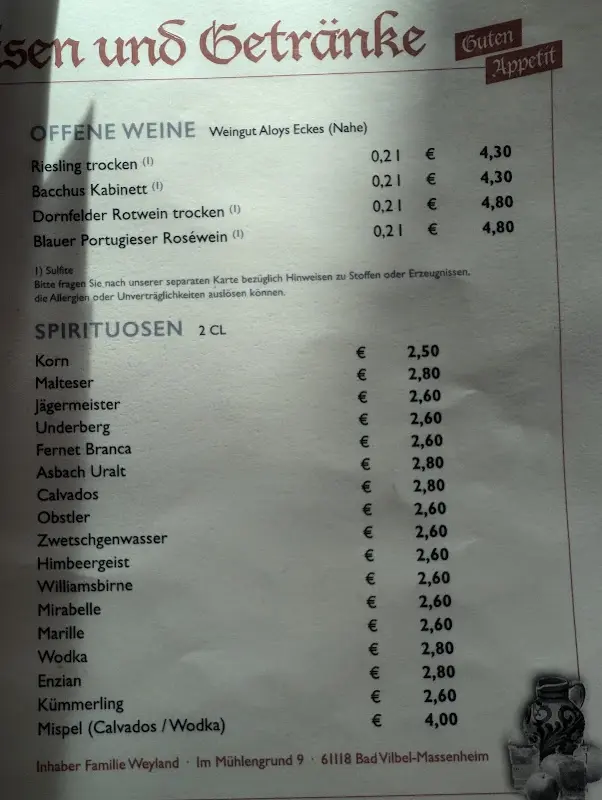 sen und Getränke
Guten
Appetit
OFFENE WEINE Weingut Aloys Eckes (Nahe)
Riesling trocken (1) 0,2 l € 4,30
Bacchus Kabinett (1) 0,2 l € 4,30
Dornfelder Rotwein trocken (1) 0,2 l € 4,80
Blauer Portugieser Roséwein (1) 0,2 l € 4,80
1) Sulfite
Bitte fragen Sie nach unserer separaten Karte bezüglich Hinweisen zu Stoffen oder Erzeugnissen,
die Allergien oder Unverträglichkeiten auslösen können.
SPIRITUOSEN 2 CL
Korn € 2,50
Malteser € 2,80
Jägermeister € 2,60
Underberg € 2,60
Fernet Branca € 2,60
Asbach Uralt € 2,80
Calvados € 2,80
Obstler € 2,60
Zwetschgenwasser € 2,60
Himbeergeist € 2,60
Williamsbirne € 2,60
Mirabelle € 2,60
Marille € 2,60
Wodka € 2,80
Enzian € 2,80
Kümmerling € 2,60
Mispel (Calvados / Wodka) € 4,00
Inhaber Familie Weyland · Im Mühlengrund 9 · 61118 Bad Vilbel-Massenheim